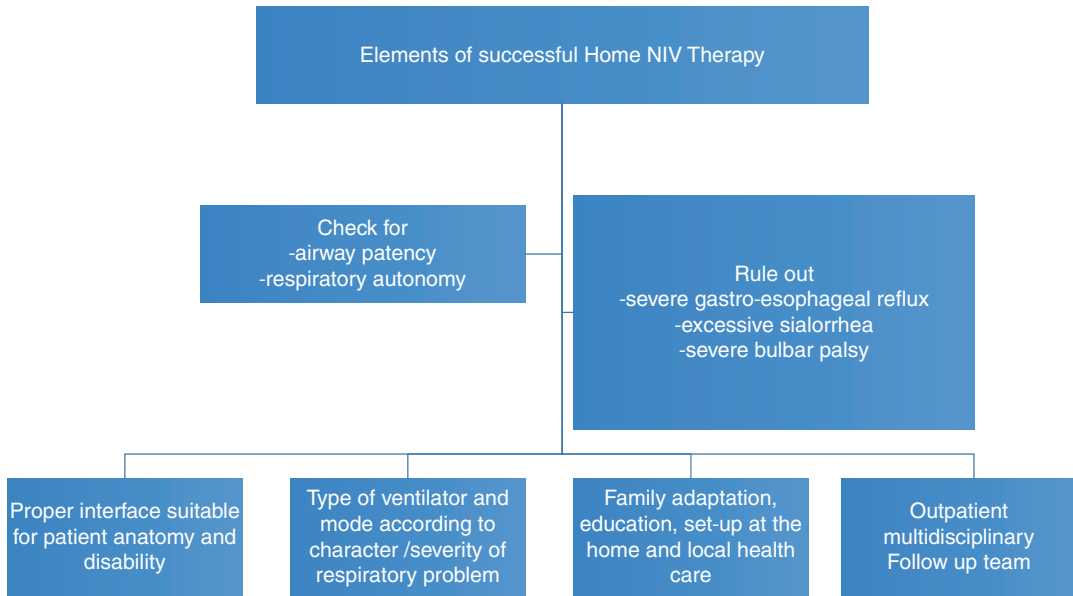 Elements of successful Home NIV Therapy
Check for
-airway patency
-respiratory autonomy
Rule out
-severe gastro-esophageal reflux
-excessive sialorrhea
-severe bulbar palsy
Proper interface suitable
for patient anatomy and
disability
Type of ventilator and
mode according to
character /severity of
respiratory problem
Family adaptation,
education, set-up at the
home and local health
care
Outpatient
multidisciplinary
Follow up team